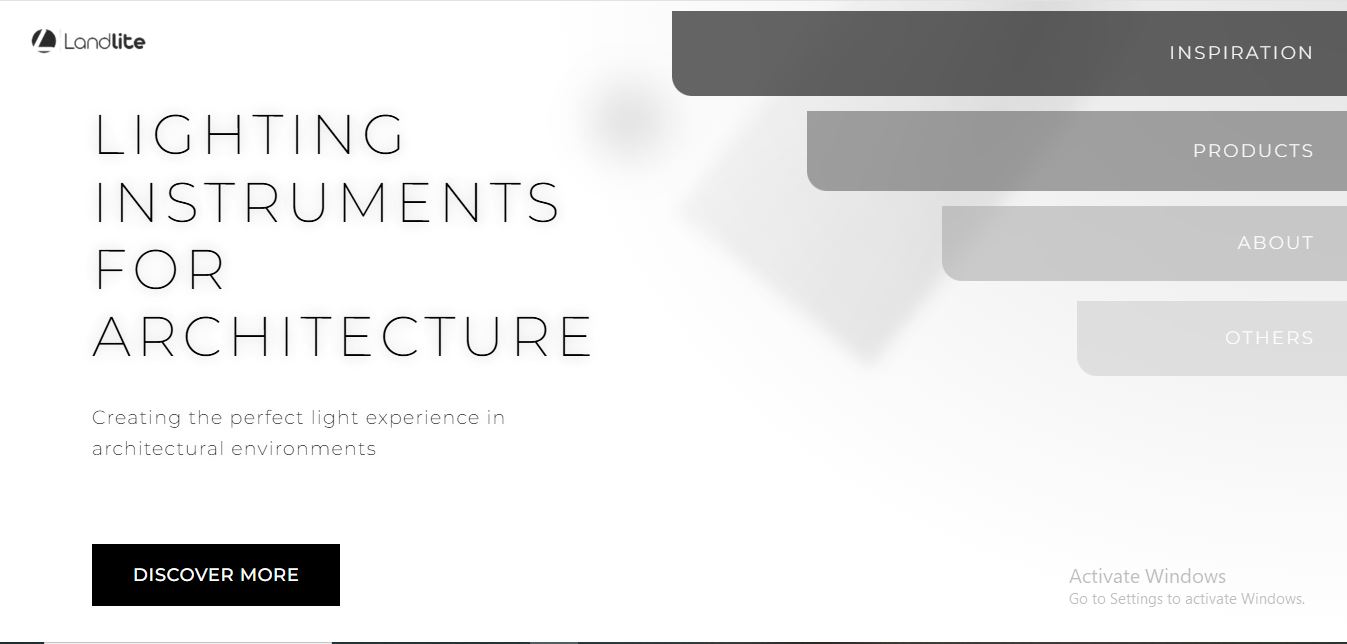 Landlite
INSPIRATION
PRODUCTS
ABOUT
OTHERS
LIGHTING
INSTRUMENTS
FOR
ARCHITECTURE
Creating the perfect light experience in
architectural environments
DISCOVER MORE
Activate Windows
Go to Settings to activate Windows.